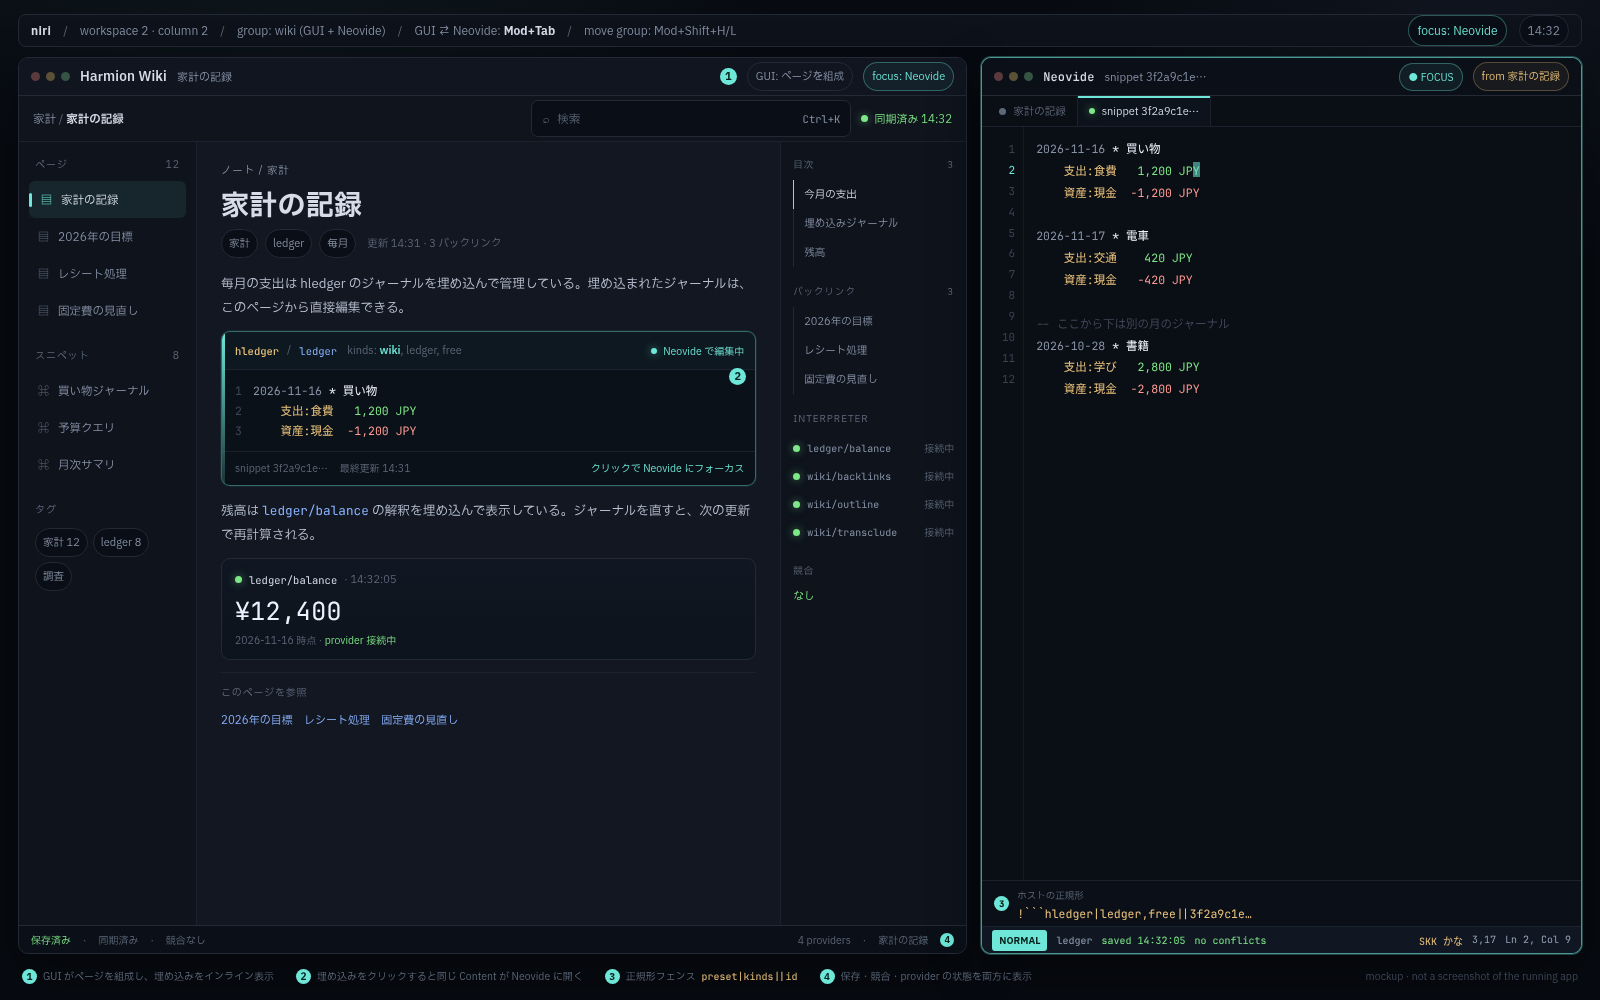 niri / workspace 2 · column 2 / group: wiki (GUI + Neovide) / GUI ⇄ Neovide: Mod+Tab / move group: Mod+Shift+H/L
focus: Neovide 14:32
Harmion Wiki 家計の記録
1 GUI: ページを組成 focus: Neovide
家計 / 家計の記録
検索 Ctrl+K
同期済み 14:32
ページ 12
家計の記録
2026年の目標
レシート処理
固定費の見直し
スニペット 8
買い物ジャーナル
予算クエリ
月次サマリ
タグ
家計 12 ledger 8
調査
ノート / 家計
家計の記録
家計 ledger 毎月 更新 14:31 · 3 バックリンク
毎月の支出は hledger のジャーナルを埋め込んで管理している。埋め込まれたジャーナルは、
このページから直接編集できる。
hledger / ledger kinds: wiki, ledger, free Neovide で編集中
2
1 2026-11-16 * 買い物
2 支出:食費 1,200 JPY
3 資産:現金 -1,200 JPY
snippet 3f2a9c1e… 最終更新 14:31 クリックで Neovide にフォーカス
残高は ledger/balance の解釈を埋め込んで表示している。ジャーナルを直すと、次の更新
で再計算される。
ledger/balance · 14:32:05
¥12,400
2026-11-16 時点 · provider 接続中
このページを参照
2026年の目標 レシート処理 固定費の見直し
目次 3
今月の支出
埋め込みジャーナル
残高
バックリンク 3
2026年の目標
レシート処理
固定費の見直し
INTERPRETER
ledger/balance 接続中
wiki/backlinks 接続中
wiki/outline 接続中
wiki/transclude 接続中
競合
なし
保存済み · 同期済み · 競合なし
4 providers · 家計の記録 4
Neovide snippet 3f2a9c1e…
FOCUS from 家計の記録
家計の記録 snippet 3f2a9c1e…
1 2026-11-16 * 買い物
2 支出:食費 1,200 JPY
3 資産:現金 -1,200 JPY
4
5 2026-11-17 * 電車
6 支出:交通 420 JPY
7 資産:現金 -420 JPY
8
9 -- ここから下は別の月のジャーナル
10 2026-10-28 * 書籍
11 支出:学び 2,800 JPY
12 資産:現金 -2,800 JPY
3 ホストの正規形
!```hledger|ledger,free||3f2a9c1e…
NORMAL ledger saved 14:32:05 no conflicts SKK かな 3,17 Ln 2, Col 9
1 GUI がページを組成し、埋め込みをインライン表示
2 埋め込みをクリックすると同じ Content が Neovide に開く
3 正規形フェンス preset|kinds||id
4 保存・競合・provider の状態を両方に表示
mockup · not a screenshot of the running app